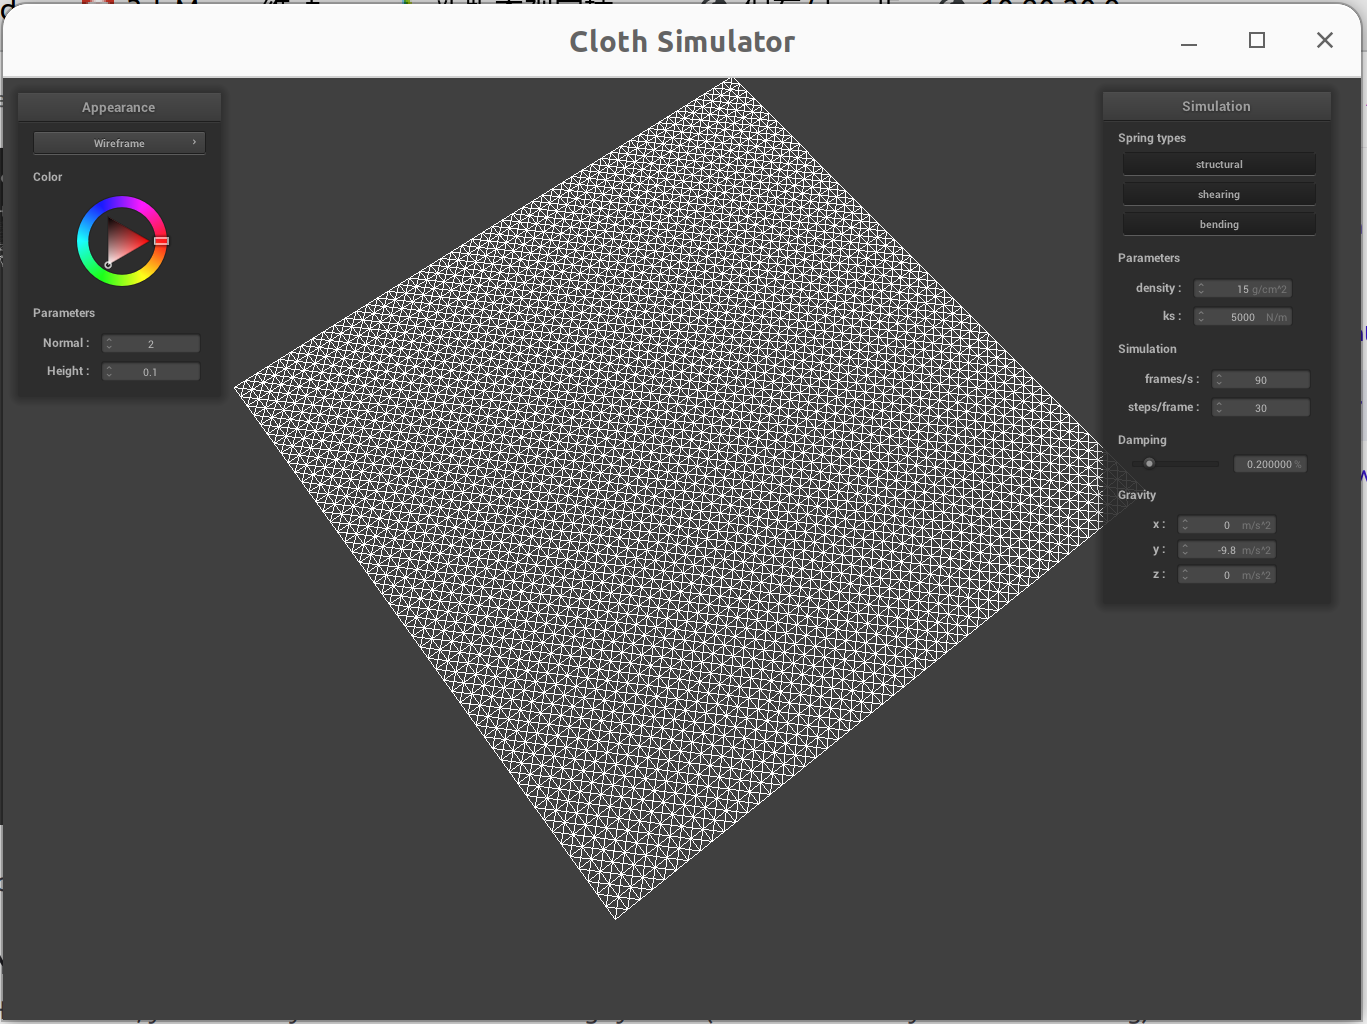 Cloth Simulator
Appearance
Wireframe
Color
Parameters
Normal : 2
Height : 0.1
Simulation
Spring types
structural
shearing
bending
Parameters
density : 15 g/cm^2
ks : 5000 N/m
Simulation
frames/s : 90
steps/frame : 30
Damping
0.200000 %
Gravity
x : 0 m/s^2
y : -9.8 m/s^2
z : 0 m/s^2